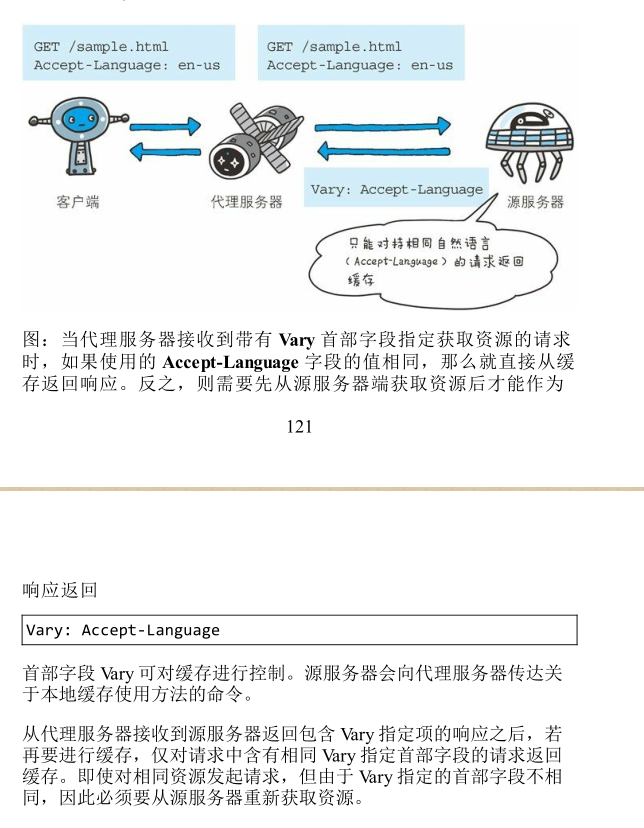 GET /sample.html
Accept-Language: en-us
GET /sample.html
Accept-Language: en-us
Vary: Accept-Language
客户端
代理服务器
源服务器
只能对持相同自然语言
（Accept-Language）的请求返回
缓存
图：当代理服务器接收到带有 Vary 首部字段指定获取资源的请求
时，如果使用的 Accept-Language 字段的值相同，那么就直接从缓
存返回响应。反之，则需要先从源服务器端获取资源后才能作为
121
响应返回
Vary: Accept-Language
首部字段 Vary 可对缓存进行控制。源服务器会向代理服务器传达关
于本地缓存使用方法的命令。
从代理服务器接收到源服务器返回包含 Vary 指定项的响应之后，若
再要进行缓存，仅对请求中含有相同 Vary 指定首部字段的请求返回
缓存。即使对相同资源发起请求，但由于 Vary 指定的首部字段不相
同，因此必须要从源服务器重新获取资源。